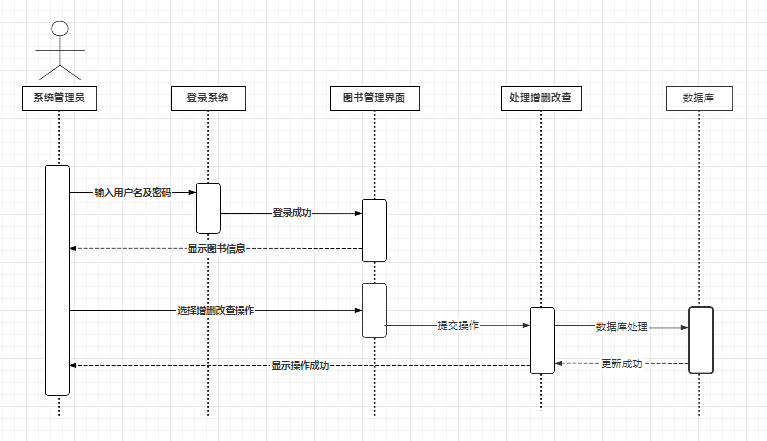 系统管理员
登录系统
图书管理界面
处理增删改查
数据库
输入用户名及密码
登录成功
显示图书信息
选择增删改查操作
提交操作
数据库处理
更新成功
显示操作成功